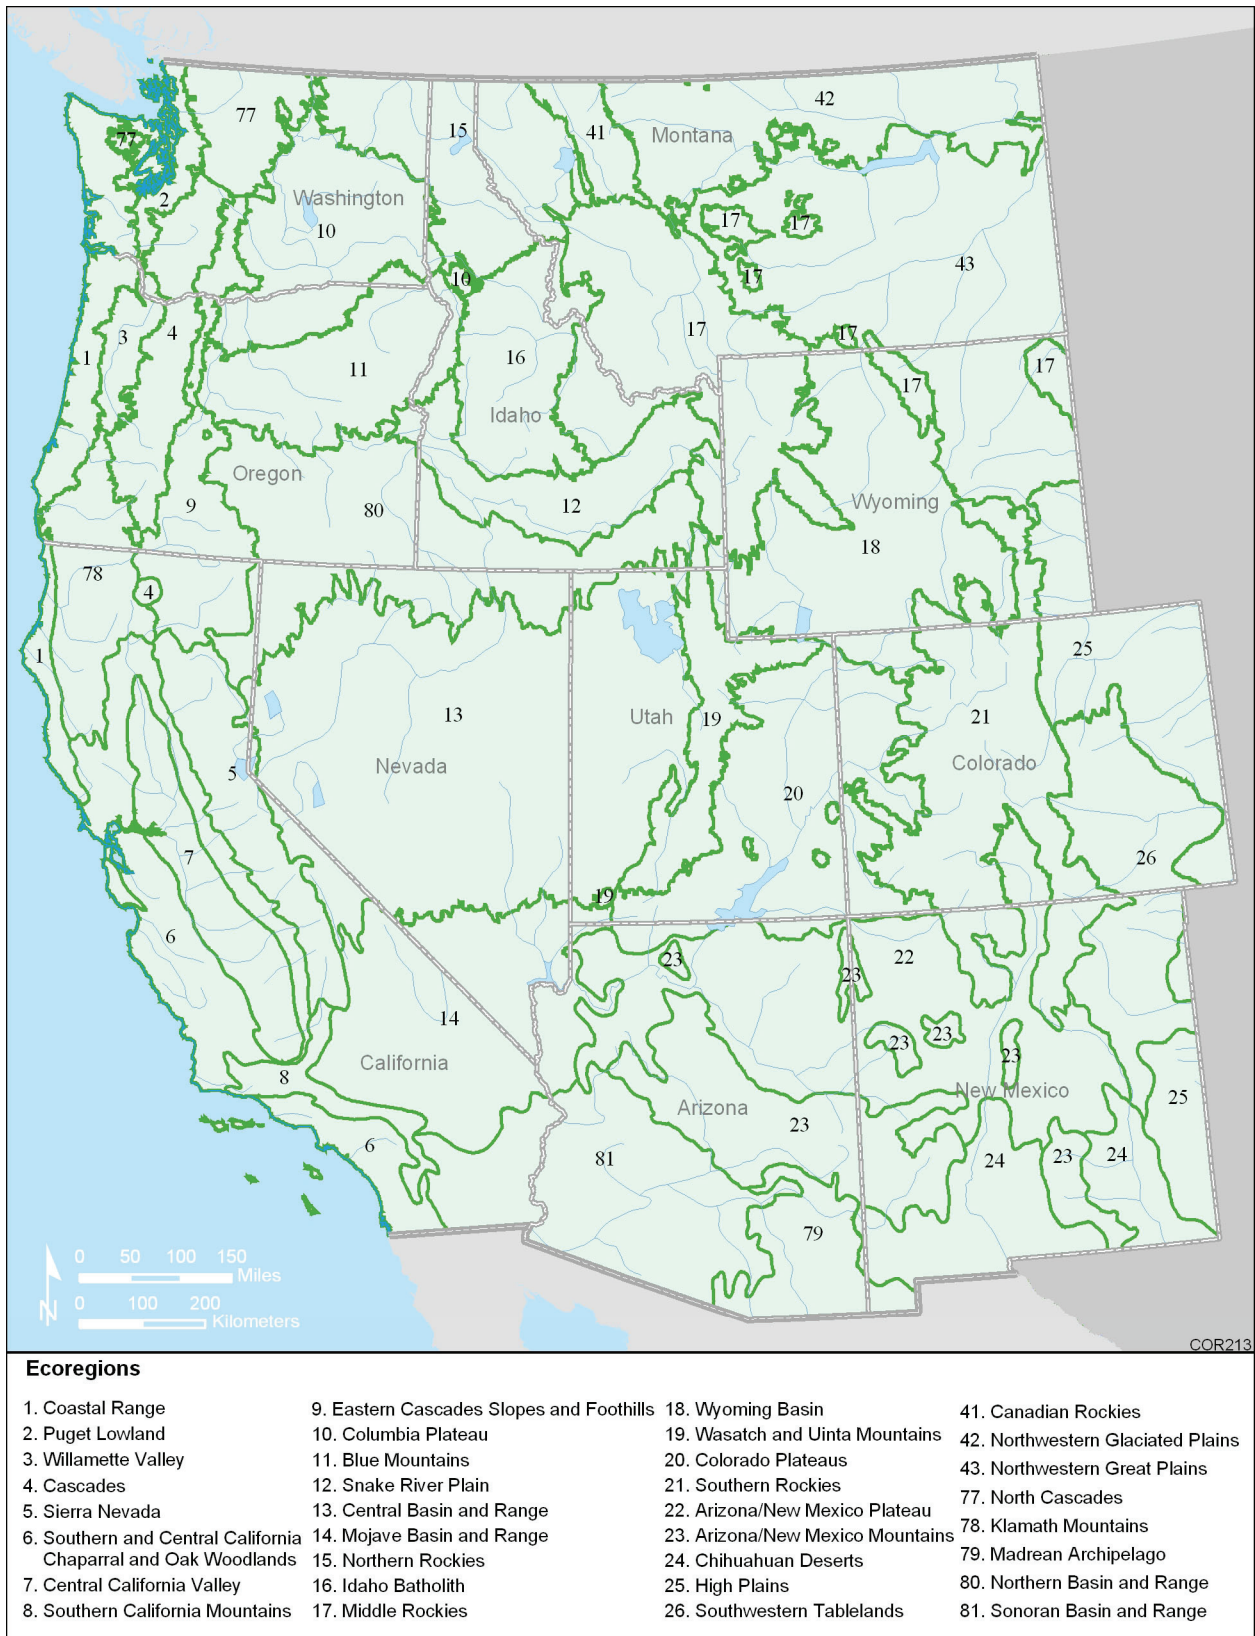 42
77
15
41
Montana
77
2
Washington
17
17
10
43
17
10
17
17
3
4
1
16
17
17
11
Idaho
Oregon
Wyoming
9
80
12
18
78
4
1
25
13
Utah
19
21
5
Nevada
Colorado
20
7
26
19
6
22
23
23
14
23
23
23
California
8
New Mexico
25
Arizona
23
6
81
24
23
24
79
0 50 100 150
Miles
0 100 200
Kilometers
N
COR213
Ecoregions
1. Coastal Range
2. Puget Lowland
3. Willamette Valley
4. Cascades
5. Sierra Nevada
6. Southern and Central California
Chaparral and Oak Woodlands
7. Central California Valley
8. Southern California Mountains
9. Eastern Cascades Slopes and Foothills
10. Columbia Plateau
11. Blue Mountains
12. Snake River Plain
13. Central Basin and Range
14. Mojave Basin and Range
15. Northern Rockies
16. Idaho Batholith
17. Middle Rockies
18. Wyoming Basin
19. Wasatch and Uinta Mountains
20. Colorado Plateaus
21. Southern Rockies
22. Arizona/New Mexico Plateau
23. Arizona/New Mexico Mountains
24. Chihuahuan Deserts
25. High Plains
26. Southwestern Tablelands
41. Canadian Rockies
42. Northwestern Glaciated Plains
43. Northwestern Great Plains
77. North Cascades
78. Klamath Mountains
79. Madrean Archipelago
80. Northern Basin and Range
81. Sonoran Basin and Range